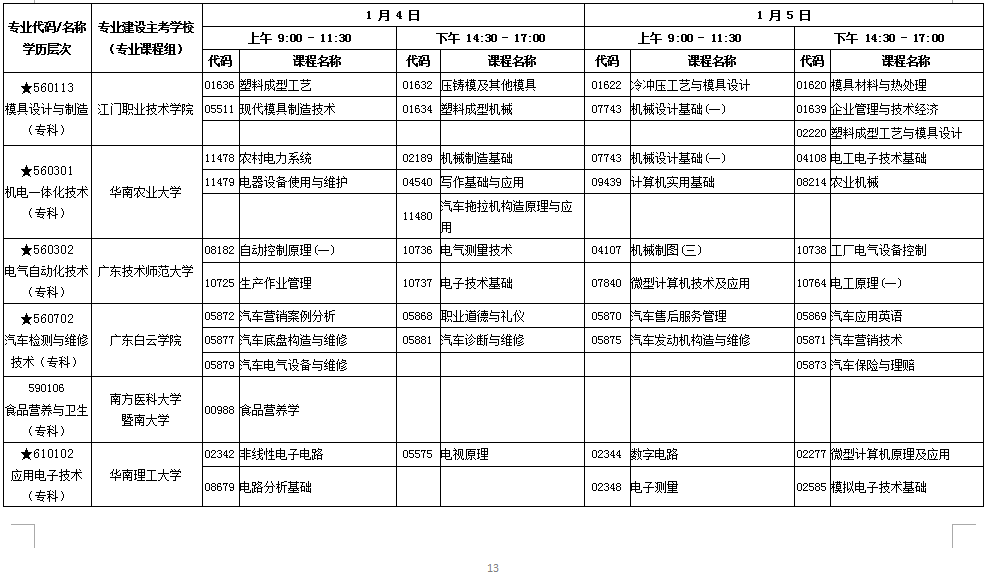 专业代码/名称 专业建设主考学校 1 月 4 日 1 月 5 日
学历层次 （专业课程组） 上午 9:00 - 11:30 下午 14:30 - 17:00 上午 9:00 - 11:30 下午 14:30 - 17:00
代码 课程名称 代码 课程名称 代码 课程名称 代码 课程名称
★560113
模具设计与制造
（专科）
江门职业技术学院
01636 塑料成型工艺 01632 压铸模及其他模具 01622 冷冲压工艺与模具设计 01620 模具材料与热处理
05511 现代模具制造技术 01634 塑料成型机械 07743 机械设计基础(一) 01639 企业管理与技术经济
02220 塑料成型工艺与模具设计
★560301
机电一体化技术
（专科）
华南农业大学
11478 农村电力系统 02189 机械制造基础 07743 机械设计基础(一) 04108 电工电子技术基础
11479 电器设备使用与维护 04540 写作基础与应用 09439 计算机实用基础 08214 农业机械
11480 汽车拖拉机构造原理与应
用
★560302
电气自动化技术
（专科）
广东技术师范大学
08182 自动控制原理(一) 10736 电气测量技术 04107 机械制图(三) 10738 工厂电气设备控制
10725 生产作业管理 10737 电子技术基础 07840 微型计算机技术及应用 10764 电工原理(一)
★560702
汽车检测与维修
技术（专科）
广东白云学院
05872 汽车营销案例分析 05868 职业道德与礼仪 05870 汽车售后服务管理 05869 汽车应用英语
05877 汽车底盘构造与维修 05881 汽车诊断与维修 05875 汽车发动机构造与维修 05871 汽车营销技术
05879 汽车电气设备与维修 05873 汽车保险与理赔
590106
食品营养与卫生
（专科）
南方医科大学
暨南大学
00988 食品营养学
★610102
应用电子技术
（专科）
华南理工大学
02342 非线性电子电路 05575 电视原理 02344 数字电路 02277 微型计算机原理及应用
08679 电路分析基础 02348 电子测量 02585 模拟电子技术基础
13